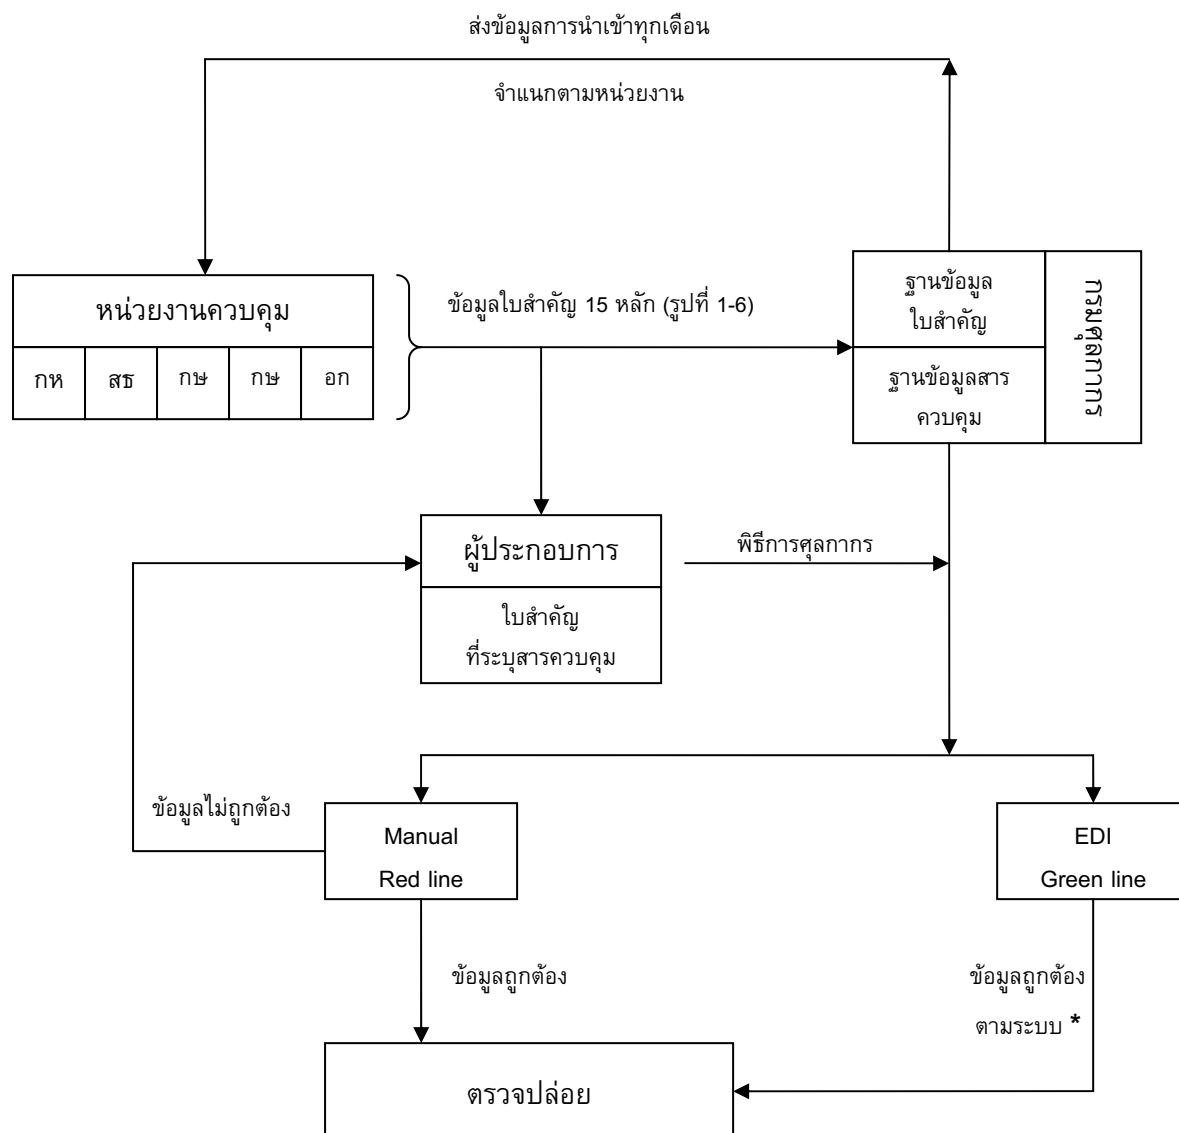 ส่งข้อมูลการนำเข้าทุกเดือน
จำแนกตามหน่วยงาน
หน่วยงานควบคุม
กห
สธ
กษ
กษ
อก
ข้อมูลใบสำคัญ 15 หลัก (รูปที่ 1-6)
ฐานข้อมูล
ใบสำคัญ
ฐานข้อมูลสาร
ควบคุม
กรมศุลกากร
ผู้ประกอบการ
ใบสำคัญ
ที่ระบุสารควบคุม
พิธีการศุลกากร
ข้อมูลไม่ถูกต้อง
Manual
Red line
EDI
Green line
ข้อมูลถูกต้อง
ข้อมูลถูกต้อง
ตามระบบ *
ตรวจปล่อย